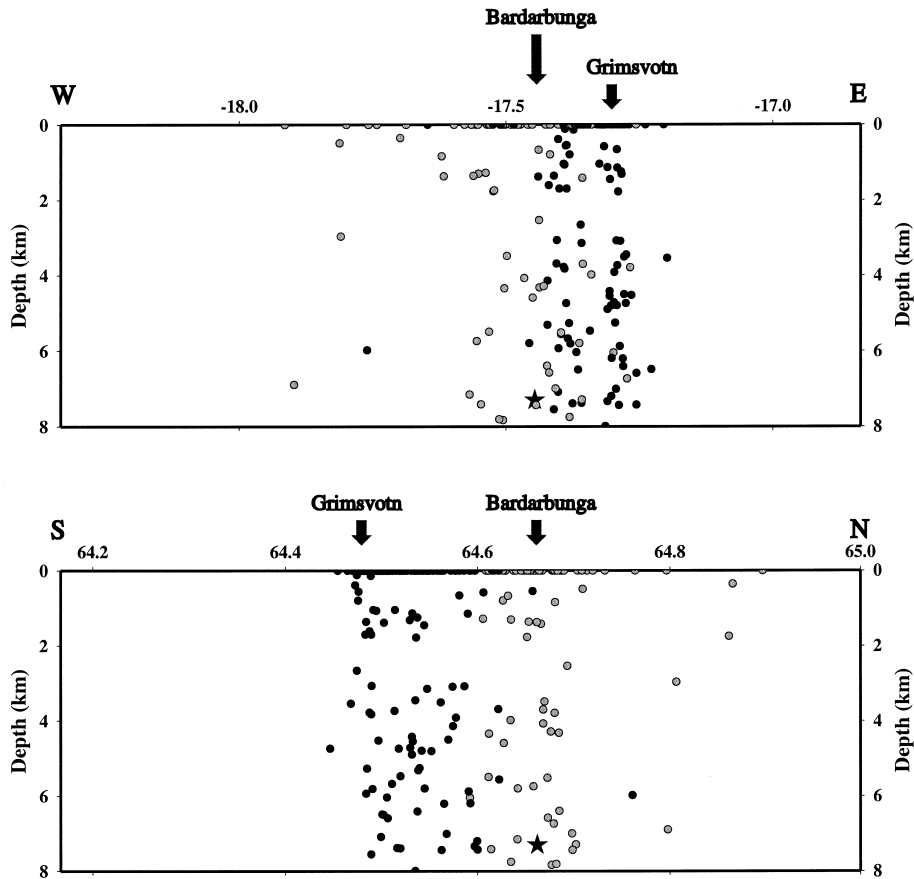 Bardarbunga
Grimsvotn
W E
-18.0 -17.5 -17.0
0 0
2 2
4 4
6 6
8 8
Depth (km) Depth (km)
Grimsvotn Bardarbunga
S N
64.2 64.4 64.6 64.8 65.0
0 0
2 2
4 4
6 6
8 8
Depth (km) Depth (km)